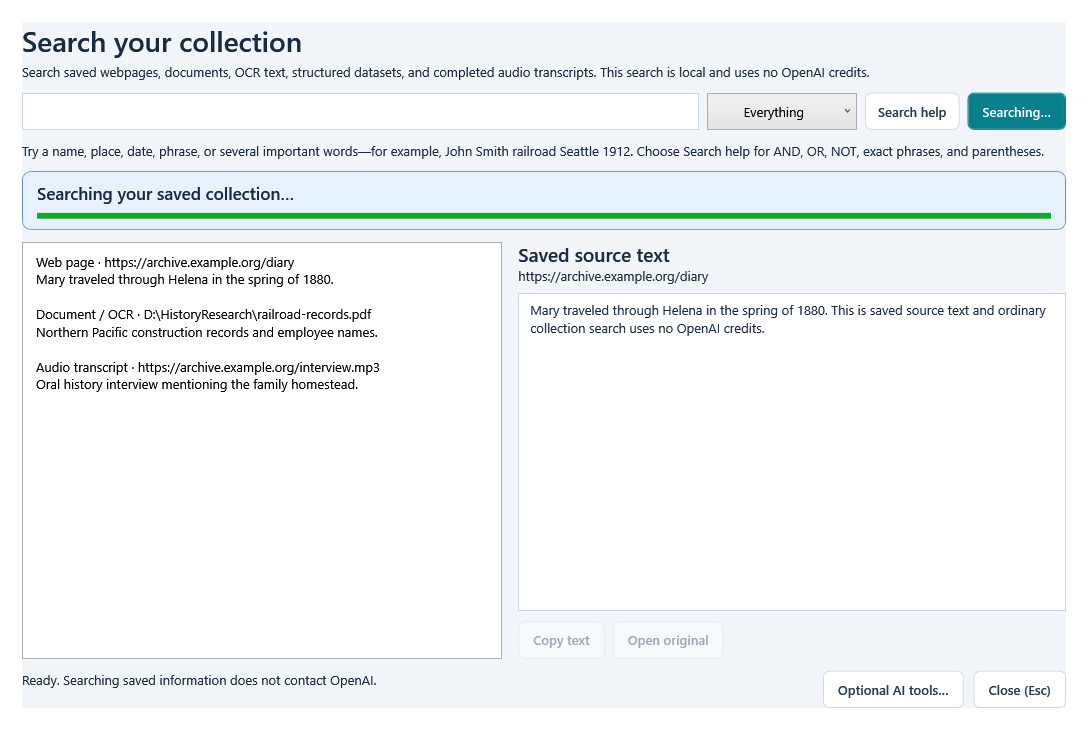 Search your collection
Search saved webpages, documents, OCR text, structured datasets, and completed audio transcripts. This search is local and uses no OpenAI credits.
Everything
Search help
Searching...
Try a name, place, date, phrase, or several important words—for example, John Smith railroad Seattle 1912. Choose Search help for AND, OR, NOT, exact phrases, and parentheses.
Searching your saved collection...
Web page · https://archive.example.org/diary
Mary traveled through Helena in the spring of 1880.
Document / OCR · D:\HistoryResearch\railroad-records.pdf
Northern Pacific construction records and employee names.
Audio transcript · https://archive.example.org/interview.mp3
Oral history interview mentioning the family homestead.
Saved source text
https://archive.example.org/diary
Mary traveled through Helena in the spring of 1880. This is saved source text and ordinary
collection search uses no OpenAI credits.
Copy text
Open original
Ready. Searching saved information does not contact OpenAI.
Optional AI tools...
Close (Esc)